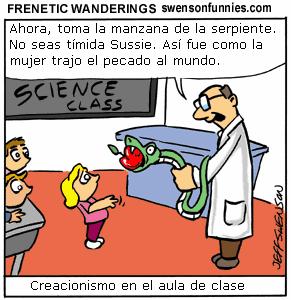 FRENETIC WANDERINGS swensonfunnies.com
Ahora, toma la manzana de la serpiente.
No seas tímida Sussie. Así fue como la
mujer trajo el pecado al mundo.
SCIENCE
CLASS
JEFF SWENSON
Creacionismo en el aula de clase